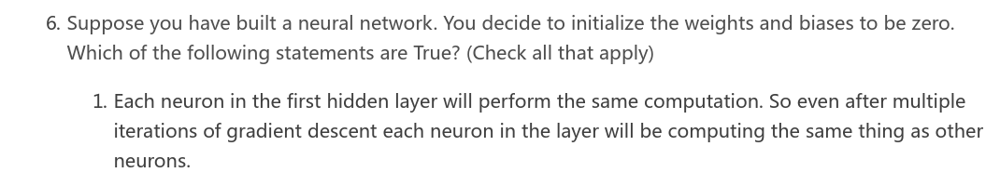 6. Suppose you have built a neural network. You decide to initialize the weights and biases to be zero.
Which of the following statements are True? (Check all that apply)
1. Each neuron in the first hidden layer will perform the same computation. So even after multiple
iterations of gradient descent each neuron in the layer will be computing the same thing as other
neurons.